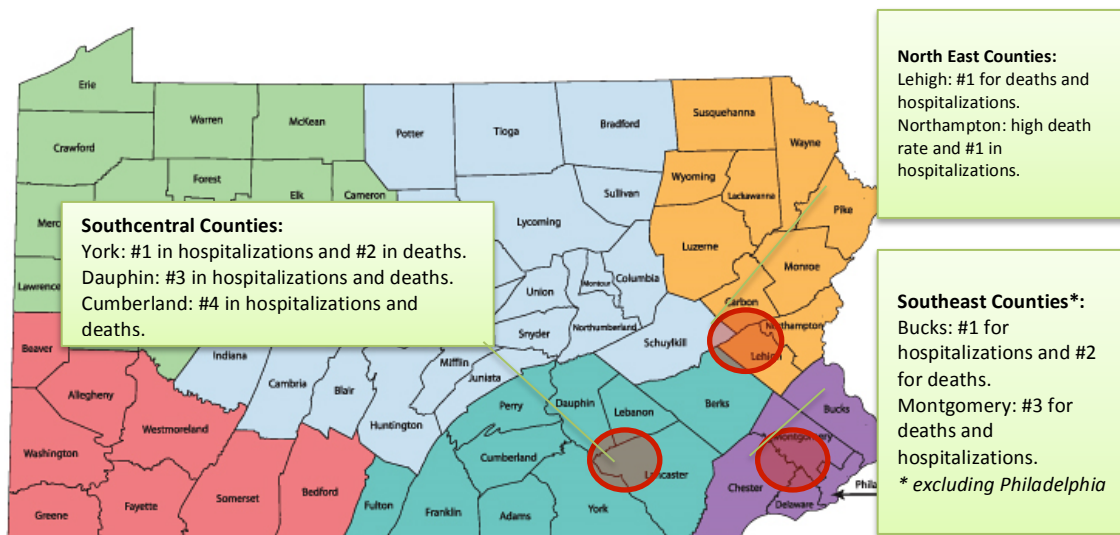 North East Counties:
Lehigh: #1 for deaths and
hospitalizations.
Northampton: high death
rate and #1 in
hospitalizations.
Erie
Warren
McKean
Potter
Tioga
Bradford
Susquehanna
Wayne
Crawford
Forest
Elk
Cameron
Sullivan
Wyoming
Lackawanna
Pike
Merc
Lycoming
Luzerne
Monroe
Southcentral Counties:
York: #1 in hospitalizations and #2 in deaths.
Dauphin: #3 in hospitalizations and deaths.
Cumberland: #4 in hospitalizations and
deaths.
Lawrence
Union
Montour
Columbia
Carbon
Northampton
Snyder
Northumberland
Schuylkill
Lehigh
Southeast Counties*:
Bucks: #1 for
hospitalizations and #2
for deaths.
Montgomery: #3 for
deaths and
hospitalizations.
* excluding Philadelphia
Beaver
Indiana
Cambria
Blair
Mifflin
Juniata
Allegheny
Westmoreland
Huntington
Perry
Dauphin
Lebanon
Berks
Bucks
Montgomery
Washington
Cumberland
Lancaster
Chester
Delaware
Phila
Greene
Fayette
Somerset
Bedford
Fulton
Franklin
Adams
York